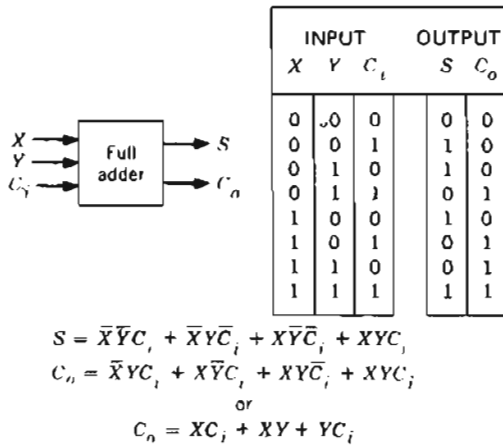 INPUT OUTPUT
X Y C_i S C_o
0 0 0 0 0
0 0 1 1 0
0 1 0 1 0
0 1 1 0 1
1 0 0 1 0
1 0 1 0 1
1 1 0 0 1
1 1 1 1 1
X
Y
C_i
Full
adder
S
C_o
S = X̄ȲC_i + X̄YC̄_i + XȲC̄_i + XYC_i
C_o = X̄YC_i + XȲC_i + XYC̄_i + XYC_i
or
C_o = XC_i + XY + YC_i